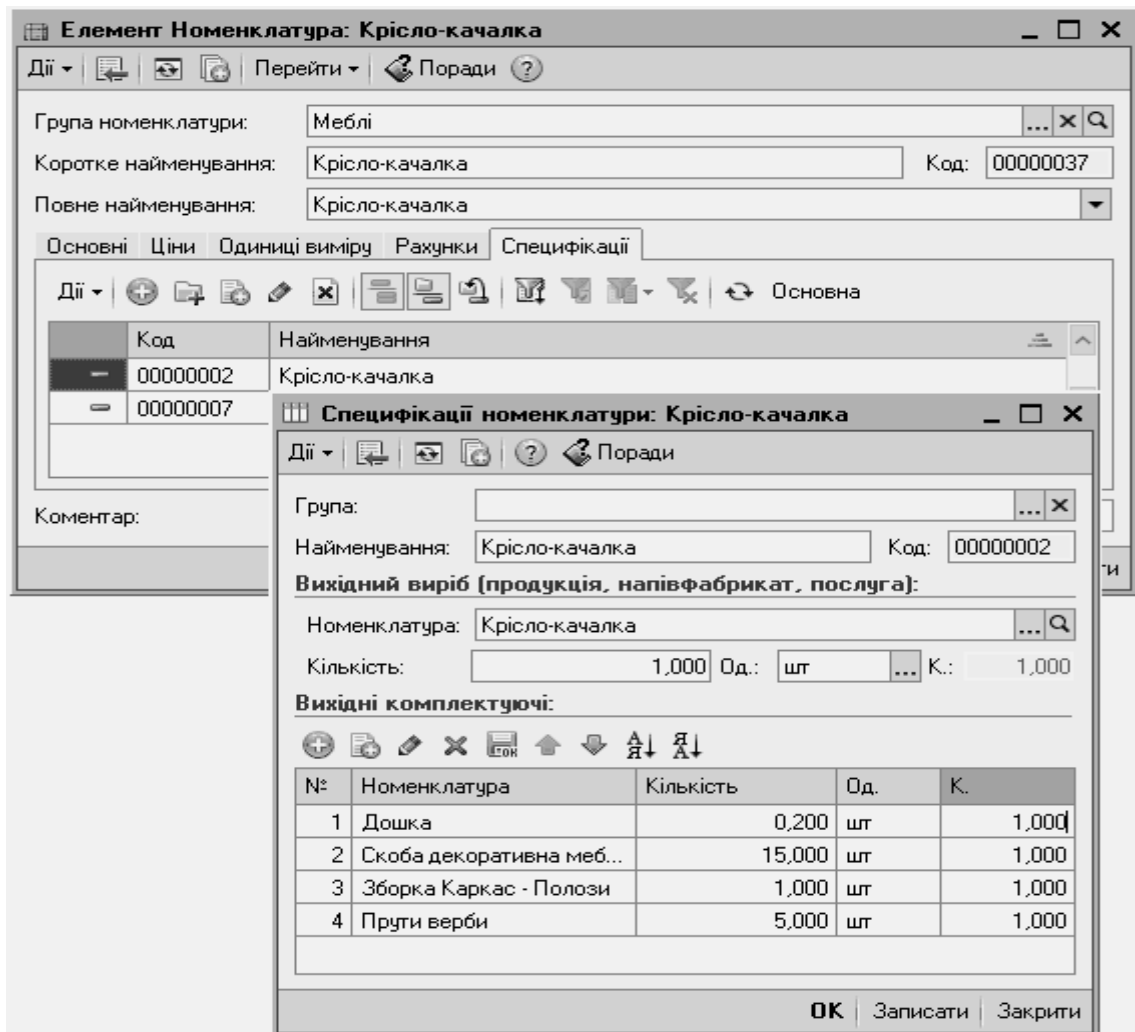 Елемент Номенклатура: Крісло-качалка
Дії Перейти Поради
Група номенклатури: Меблі
Коротке найменування: Крісло-качалка Код: 00000037
Повне найменування: Крісло-качалка
Основні Ціни Одиниці виміру Рахунки Специфікації
Дії Основна
Код Найменування
00000002 Крісло-качалка
00000007
Коментар:
Специфікації номенклатури: Крісло-качалка
Дії Поради
Група:
Найменування: Крісло-качалка Код: 00000002
Вихідний виріб (продукція, напівфабрикат, послуга):
Номенклатура: Крісло-качалка
Кількість: 1,000 Од.: шт ... К.: 1,000
Вихідні комплектуючі:
№ Номенклатура Кількість Од. К.
1 Дошка 0,200 шт 1,000
2 Скоба декоративна меб... 15,000 шт 1,000
3 Зборка Каркас - Полози 1,000 шт 1,000
4 Прути верби 5,000 шт 1,000
OK Записати Закрити